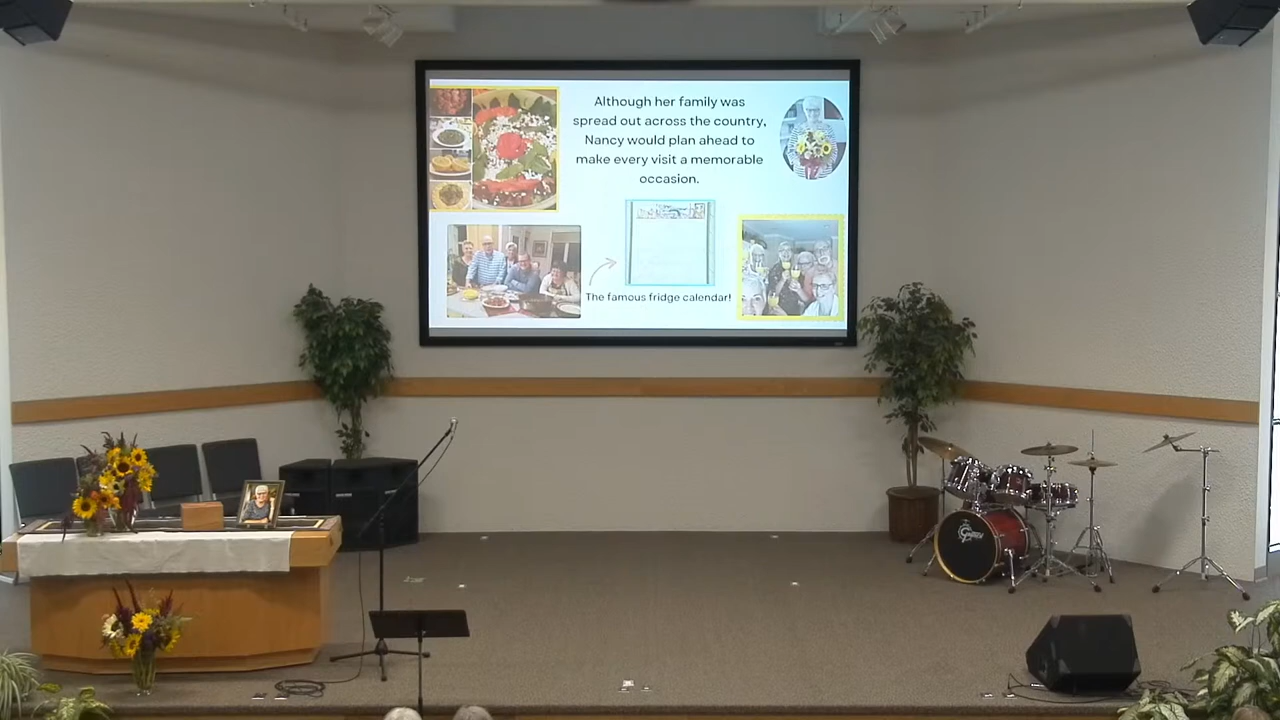 Although her family was
spread out across the country,
Nancy would plan ahead to
make every visit a memorable
occasion.
The famous fridge calendar!